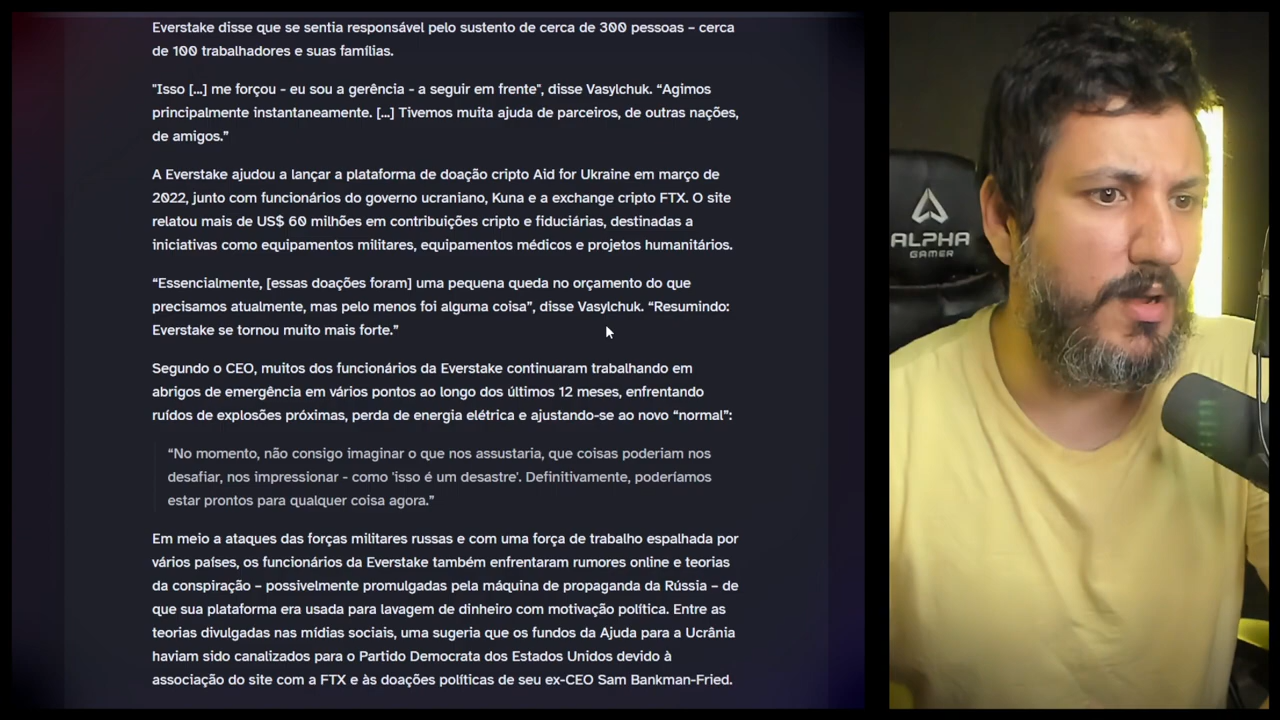 Everstake disse que se sentia responsável pelo sustento de cerca de 300 pessoas – cerca
de 100 trabalhadores e suas famílias.
"Isso [...] me forçou - eu sou a gerência - a seguir em frente", disse Vasylchuk. “Agimos
principalmente instantaneamente. [...] Tivemos muita ajuda de parceiros, de outras nações,
de amigos.”
A Everstake ajudou a lançar a plataforma de doação cripto Aid for Ukraine em março de
2022, junto com funcionários do governo ucraniano, Kuna e a exchange cripto FTX. O site
relatou mais de US$ 60 milhões em contribuições cripto e fiduciárias, destinadas a
iniciativas como equipamentos militares, equipamentos médicos e projetos humanitários.
“Essencialmente, [essas doações foram] uma pequena queda no orçamento do que
precisamos atualmente, mas pelo menos foi alguma coisa”, disse Vasylchuk. “Resumindo:
Everstake se tornou muito mais forte.”
Segundo o CEO, muitos dos funcionários da Everstake continuaram trabalhando em
abrigos de emergência em vários pontos ao longo dos últimos 12 meses, enfrentando
ruídos de explosões próximas, perda de energia elétrica e ajustando-se ao novo “normal”:
“No momento, não consigo imaginar o que nos assustaria, que coisas poderiam nos
desafiar, nos impressionar - como 'isso é um desastre'. Definitivamente, poderíamos
estar prontos para qualquer coisa agora.”
Em meio a ataques das forças militares russas e com uma força de trabalho espalhada por
vários países, os funcionários da Everstake também enfrentaram rumores online e teorias
da conspiração – possivelmente promulgadas pela máquina de propaganda da Rússia – de
que sua plataforma era usada para lavagem de dinheiro com motivação política. Entre as
teorias divulgadas nas mídias sociais, uma sugeria que os fundos da Ajuda para a Ucrânia
haviam sido canalizados para o Partido Democrata dos Estados Unidos devido à
associação do site com a FTX e às doações políticas de seu ex-CEO Sam Bankman-Fried.
ALPHA
GAMER